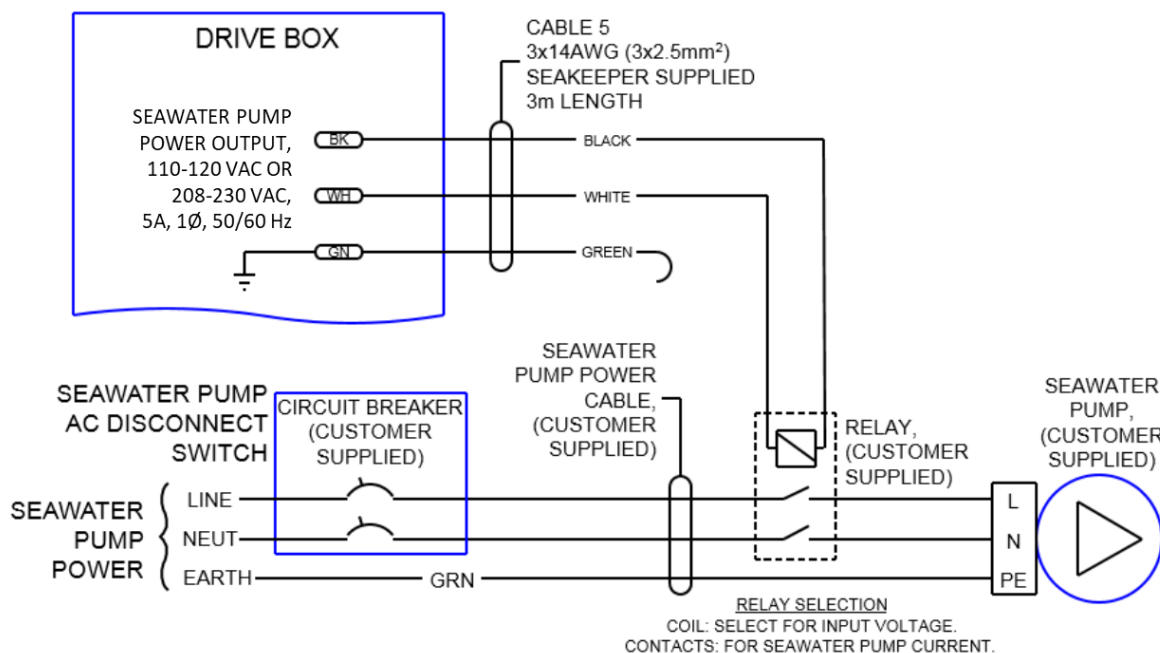 DRIVE BOX
SEAWATER PUMP
POWER OUTPUT,
110-120 VAC OR
208-230 VAC,
5A, 1Ø, 50/60 Hz
BK
WH
GN
CABLE 5
3x14AWG (3x2.5mm²)
SEAKEEPER SUPPLIED
3m LENGTH
BLACK
WHITE
GREEN
SEAWATER PUMP
AC DISCONNECT
SWITCH
CIRCUIT BREAKER
(CUSTOMER
SUPPLIED)
SEAWATER
PUMP POWER
CABLE,
(CUSTOMER
SUPPLIED)
RELAY,
(CUSTOMER
SUPPLIED)
SEAWATER
PUMP,
(CUSTOMER
SUPPLIED)
SEAWATER
PUMP
POWER
LINE
NEUT
EARTH
GRN
L
N
PE
RELAY SELECTION
COIL: SELECT FOR INPUT VOLTAGE.
CONTACTS: FOR SEAWATER PUMP CURRENT.